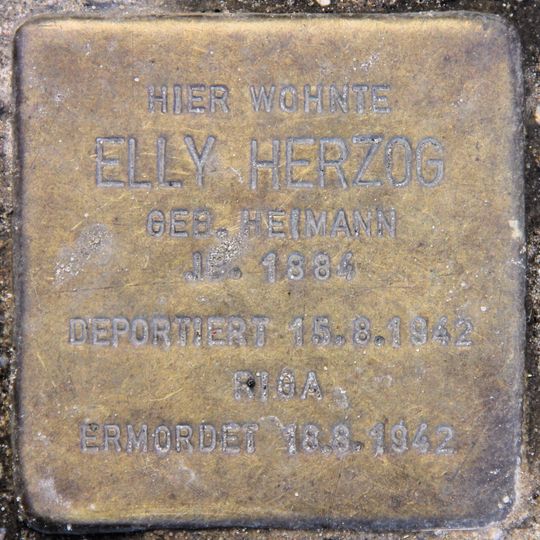 HIER WOHNTE
ELLY HERZOG
GEB. HEIMANN
JG. 1884
DEPORTIERT 15.8.1942
RIGA
ERMORDET 18.8.1942